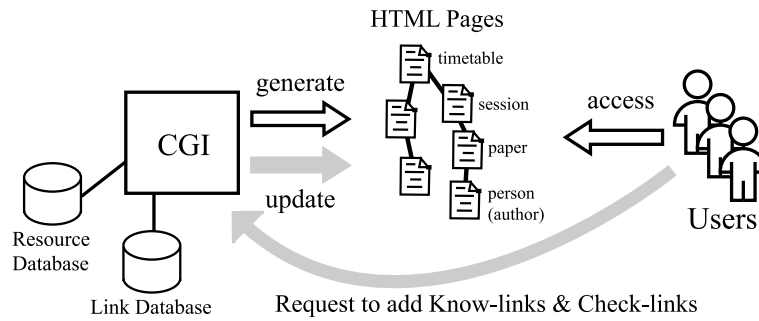 HTML Pages
timetable
generate
session
access
CGI
paper
update
person
(author)
Users
Resource
Database
Link Database
Request to add Know-links & Check-links